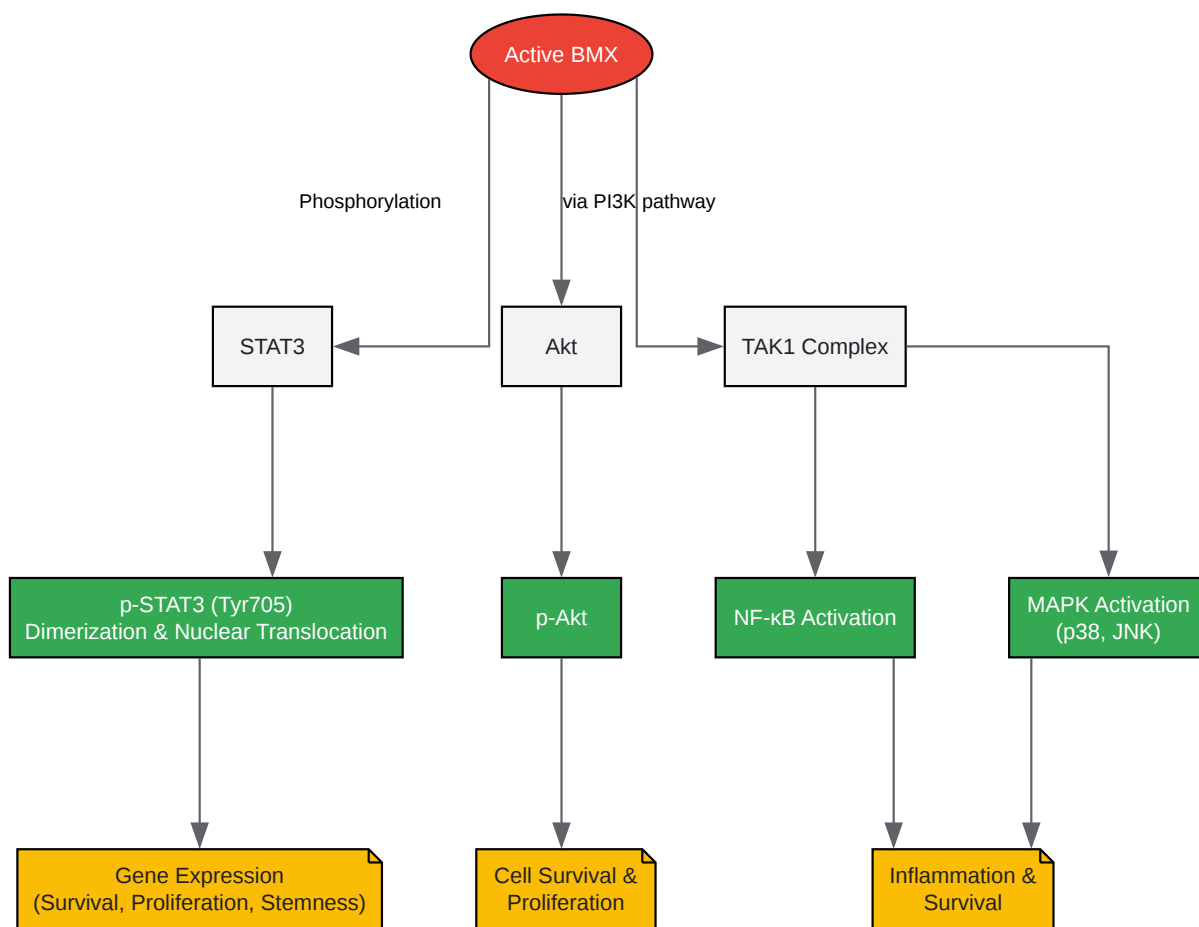 Active BMX
Phosphorylation
via PI3K pathway
STAT3
Akt
TAK1 Complex
p-STAT3 (Tyr705)
Dimerization & Nuclear Translocation
p-Akt
NF-κB Activation
MAPK Activation
(p38, JNK)
Gene Expression
(Survival, Proliferation, Stemness)
Cell Survival &
Proliferation
Inflammation &
Survival